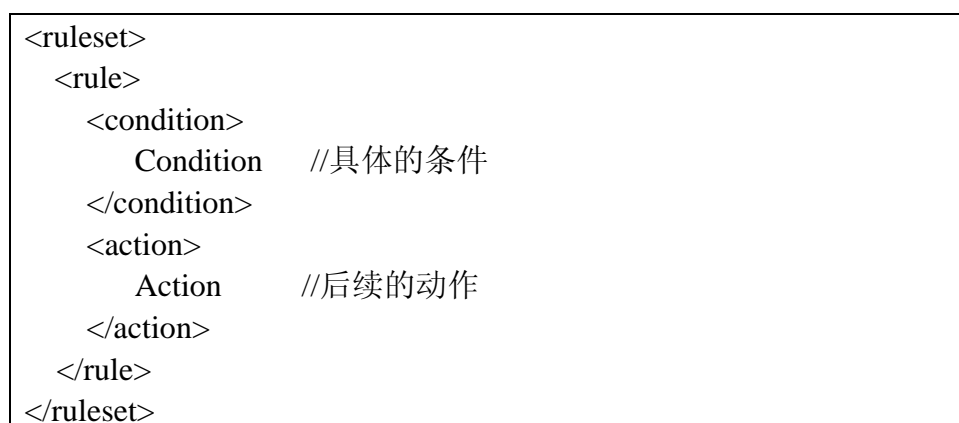 <ruleset>
<rule>
<condition>
Condition //具体的条件
</condition>
<action>
Action //后续的动作
</action>
</rule>
</ruleset>